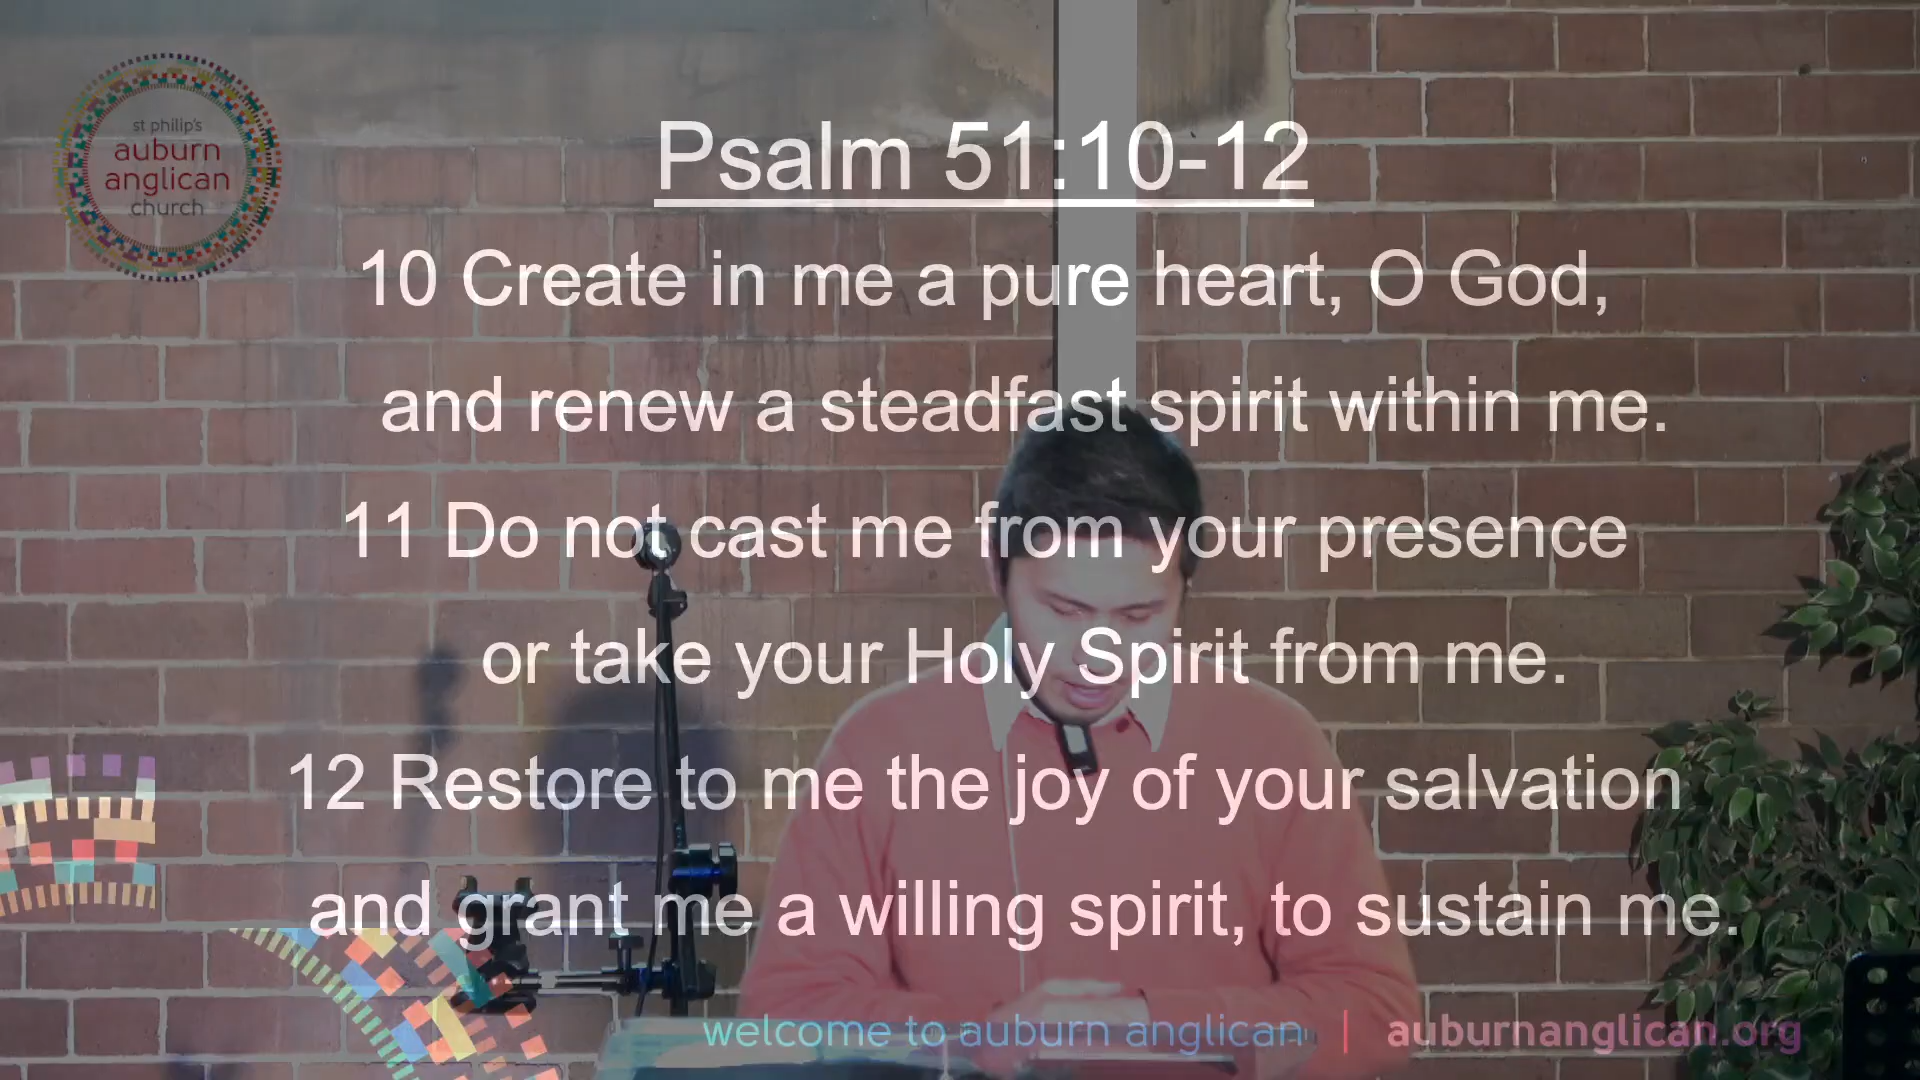 st philip's
auburn
anglican
church
Psalm 51:10-12
10 Create in me a pure heart, O God,
and renew a steadfast spirit within me.
11 Do not cast me from your presence
or take your Holy Spirit from me.
12 Restore to me the joy of your salvation
and grant me a willing spirit, to sustain me.
welcome to auburn anglican | auburnanglican.org